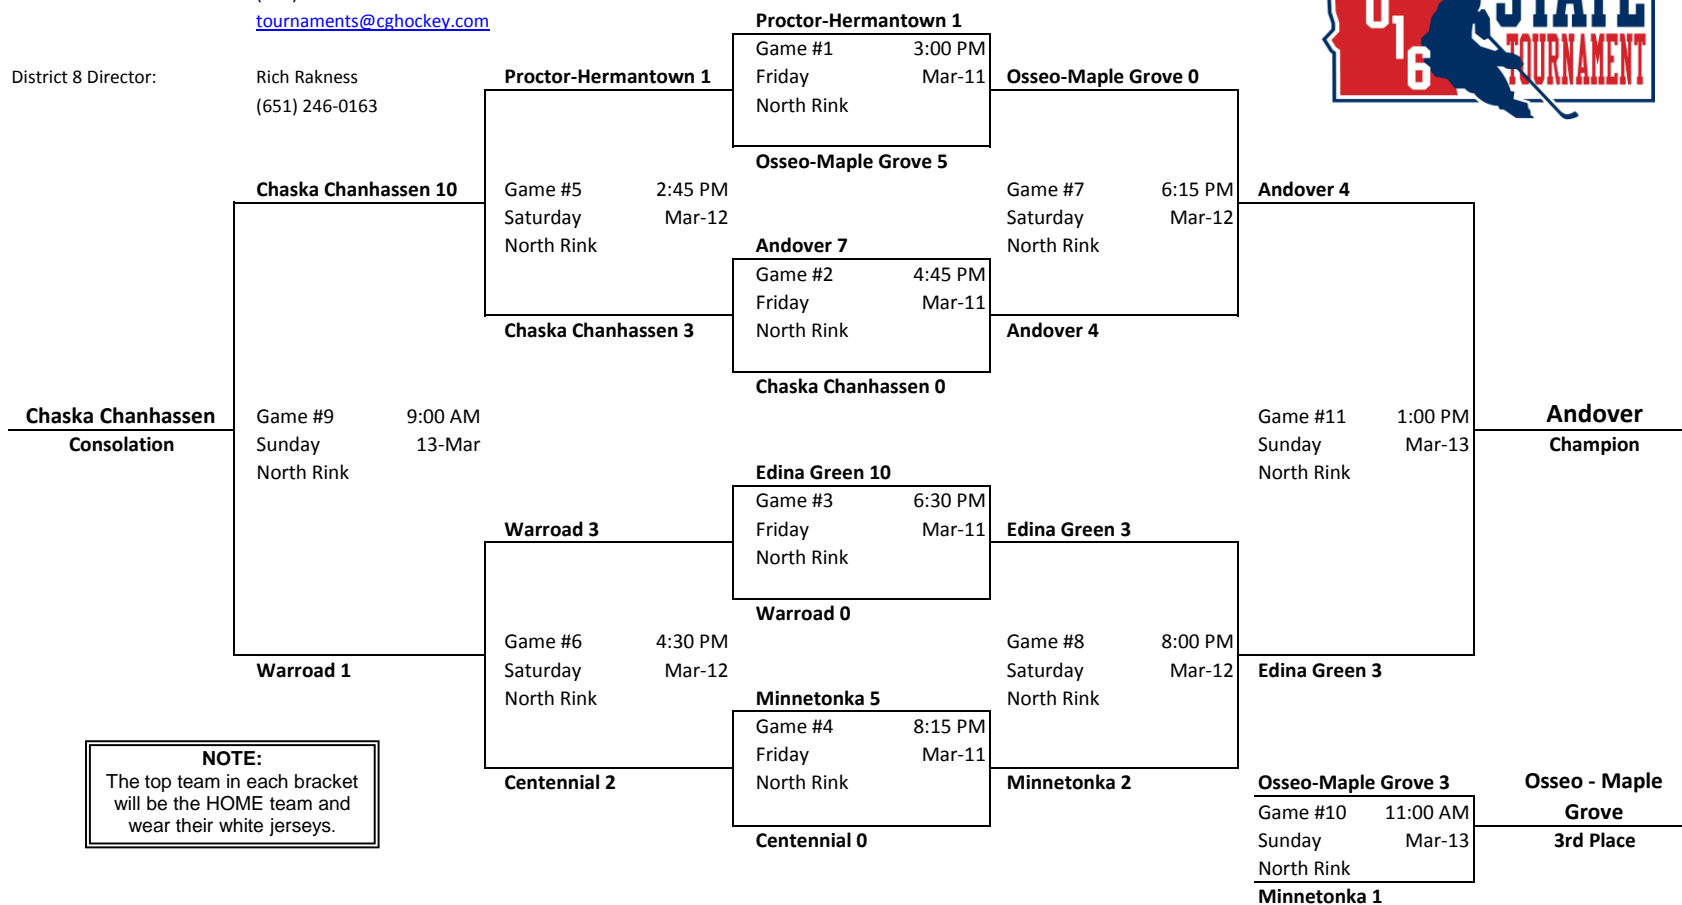 tournaments@cghockey.com
District 8 Director:
Rich Rakness
(651) 246-0163
STATE
TOURNAMENT
016
Proctor-Hermantown 1
Game #1 3:00 PM
Friday Mar-11
North Rink
Osseo-Maple Grove 5
Proctor-Hermantown 1
Game #5 2:45 PM
Saturday Mar-12
North Rink
Chaska Chanhassen 3
Andover 7
Game #2 4:45 PM
Friday Mar-11
North Rink
Chaska Chanhassen 0
Osseo-Maple Grove 0
Game #7 6:15 PM
Saturday Mar-12
North Rink
Andover 4
Chaska Chanhassen 10
Game #9 9:00 AM
Sunday 13-Mar
North Rink
Warroad 1
Chaska Chanhassen
Consolation
Andover 4
Game #11 1:00 PM
Sunday Mar-13
North Rink
Edina Green 3
Andover
Champion
Edina Green 10
Game #3 6:30 PM
Friday Mar-11
North Rink
Warroad 0
Warroad 3
Game #6 4:30 PM
Saturday Mar-12
North Rink
Centennial 2
Edina Green 3
Game #8 8:00 PM
Saturday Mar-12
North Rink
Minnetonka 2
Minnetonka 5
Game #4 8:15 PM
Friday Mar-11
North Rink
Centennial 0
NOTE:
The top team in each bracket
will be the HOME team and
wear their white jerseys.
Osseo-Maple Grove 3
Game #10 11:00 AM
Sunday Mar-13
North Rink
Minnetonka 1
Osseo - Maple
Grove
3rd Place